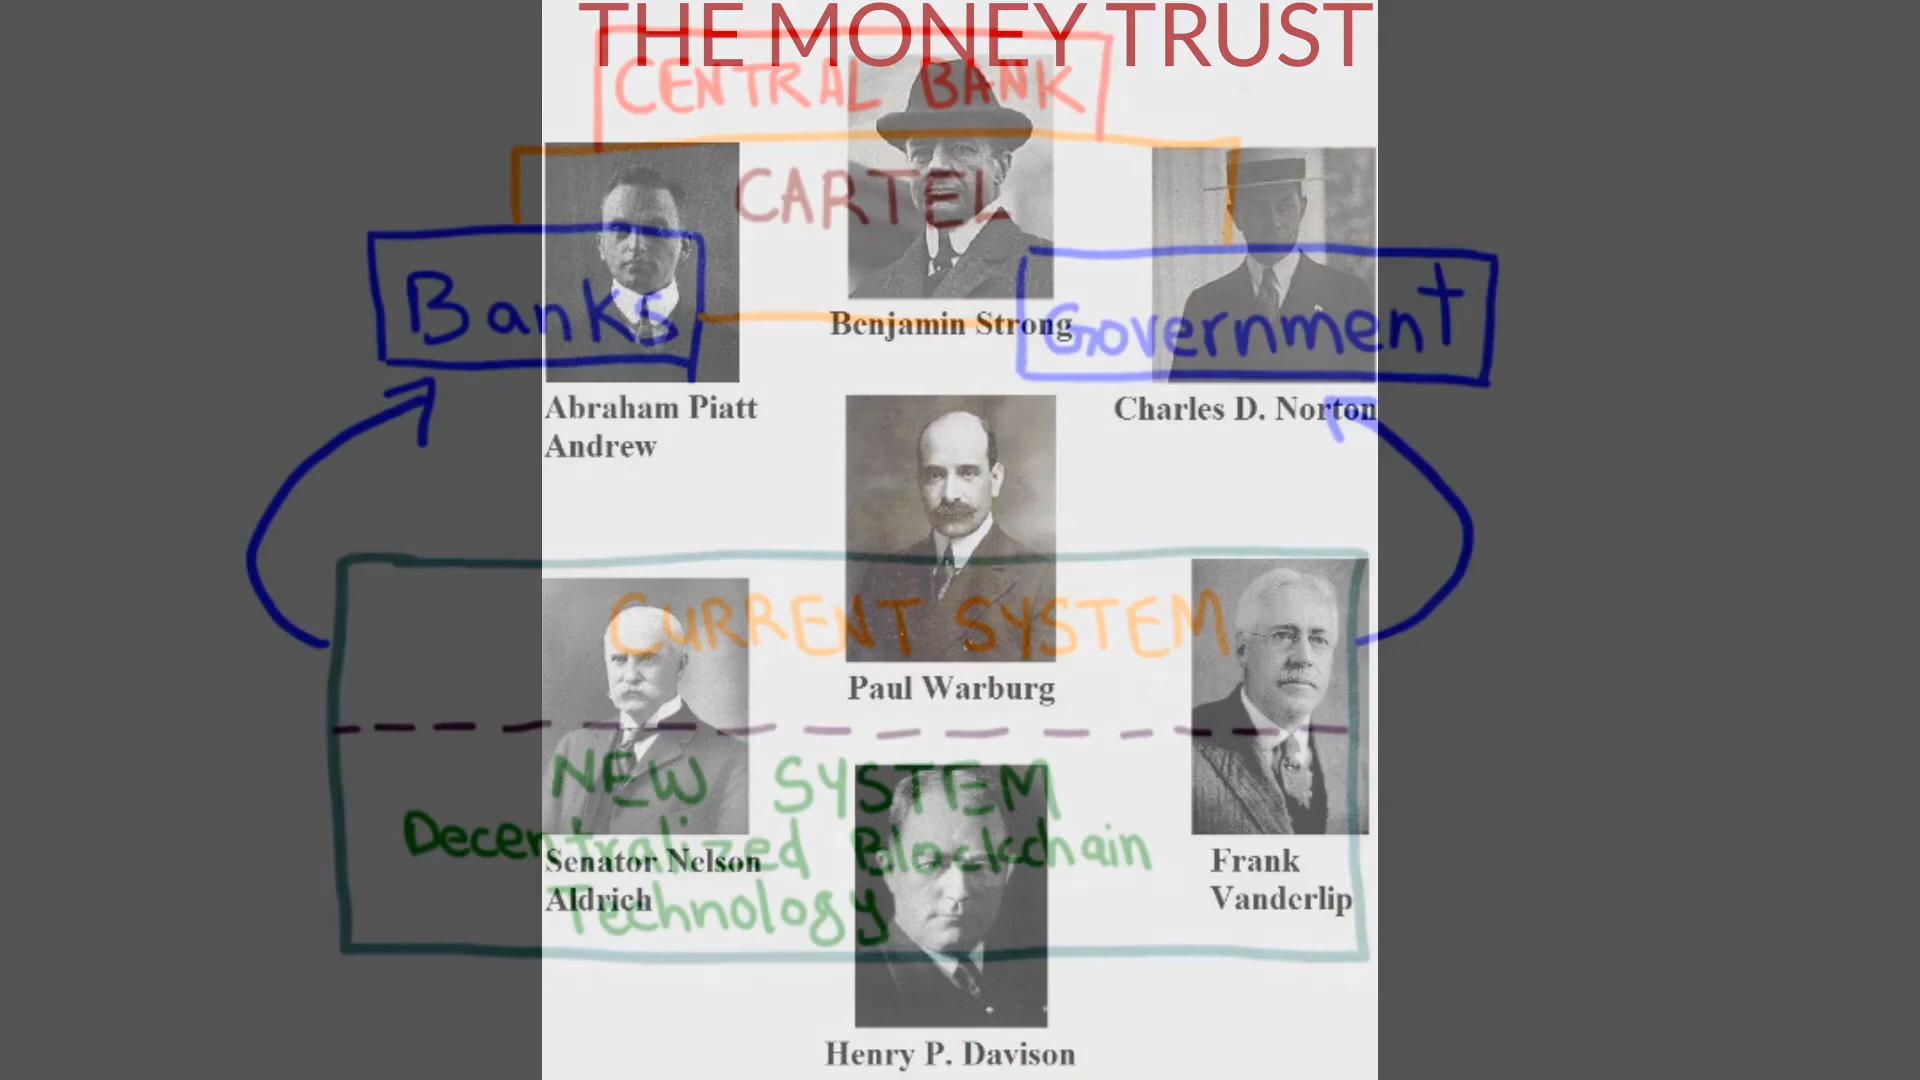 THE MONEY TRUST
CENTRAL BANK
CARTEL
Banks
Government
Benjamin Strong
Abraham Piatt
Andrew
Charles D. Norton
CURRENT SYSTEM
Paul Warburg
NEW SYSTEM
Decentralized Blockchain
Technology
Senator Nelson
Aldrich
Frank
Vanderlip
Henry P. Davison